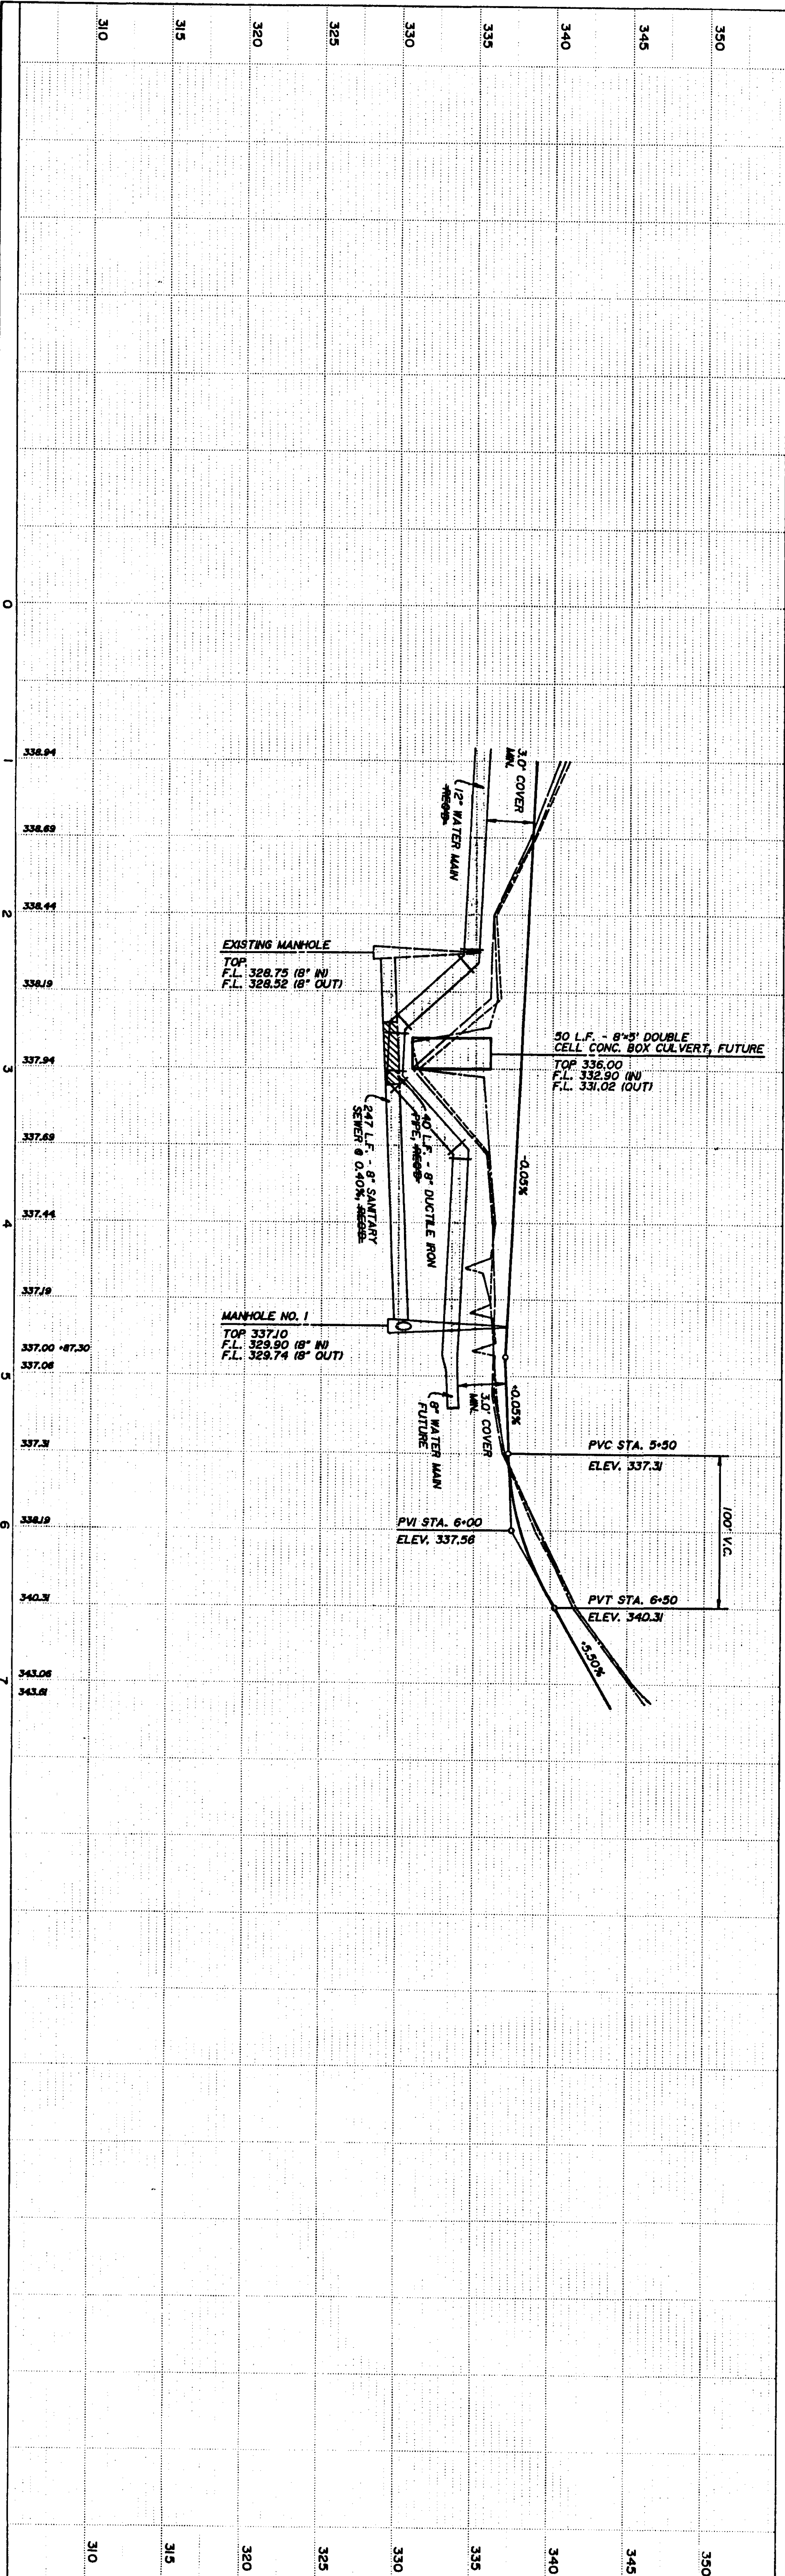 350
345
340
335
330
325
320
315
310
3.0' COVER
MIN.
12" WATER MAIN
REQ'D.
EXISTING MANHOLE
TOP
F.L. 328.75 (8" IN)
F.L. 328.52 (8" OUT)
50 L.F. - 8'x5' DOUBLE
CELL CONC. BOX CULVERT, FUTURE
TOP 336.00
F.L. 332.90 (IN)
F.L. 331.02 (OUT)
-0.05%
40 L.F. - 8" DUCTILE IRON
PIPE, REQ'D.
247 L.F. - 8" SANITARY
SEWER @ 0.40%, REQ'D.
MANHOLE NO. 1
TOP 337.10
F.L. 329.90 (8" IN)
F.L. 329.74 (8" OUT)
+0.05%
3.0' COVER
MIN.
8" WATER MAIN
FUTURE
PVC STA. 5+50
ELEV. 337.31
100' V.C.
PVI STA. 6+00
ELEV. 337.56
PVT STA. 6+50
ELEV. 340.31
+5.50%
338.94
338.69
338.44
338.19
337.94
337.69
337.44
337.19
337.00 +87.30
337.06
337.31
338.19
340.31
343.06
343.61
0
1
2
3
4
5
6
7
350
345
340
335
330
325
320
315
310